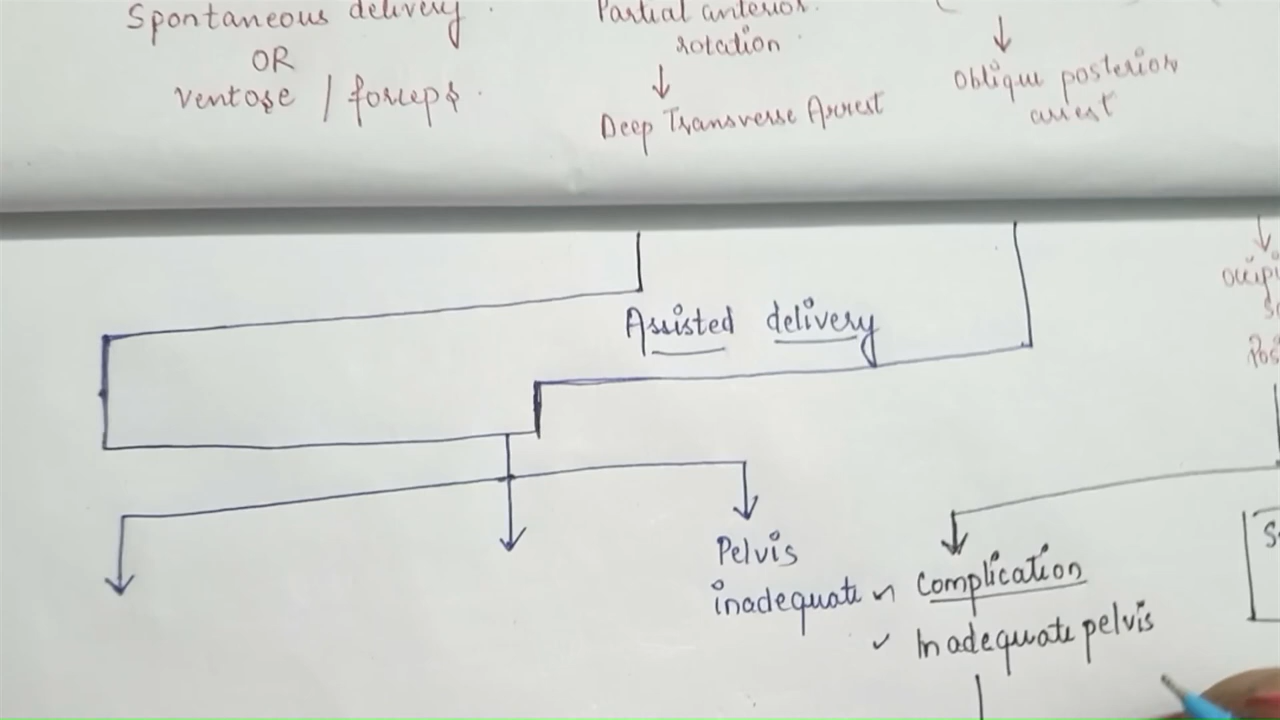 Spontaneous delivery.
OR
ventose / forceps.
Partial anterior
rotation
Deep Transverse Arrest
Oblique posterior
arrest
Assisted delivery
Pelvis
inadequate
Complication
Inadequate pelvis